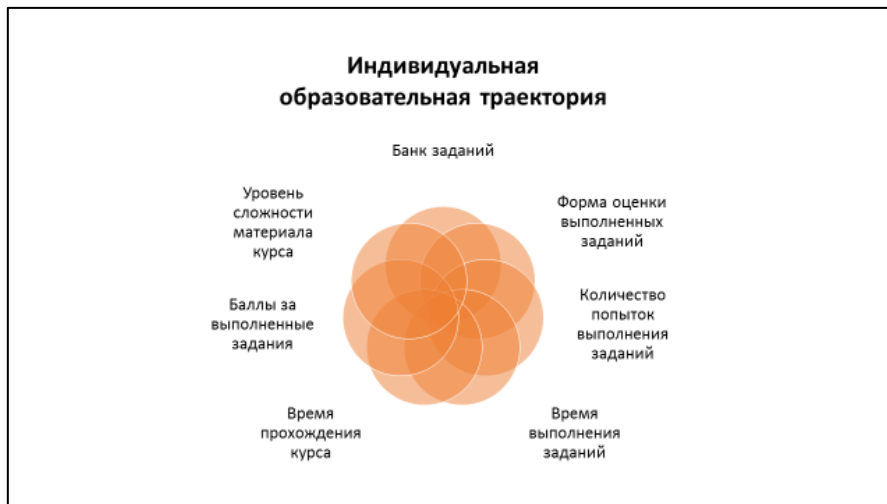 Индивидуальная
образовательная траектория
Банк заданий
Уровень
сложности
материала
курса
Форма оценки
выполненных
заданий
Баллы за
выполненные
задания
Количество
попыток
выполнения
заданий
Время
прохождения
курса
Время
выполнения
заданий